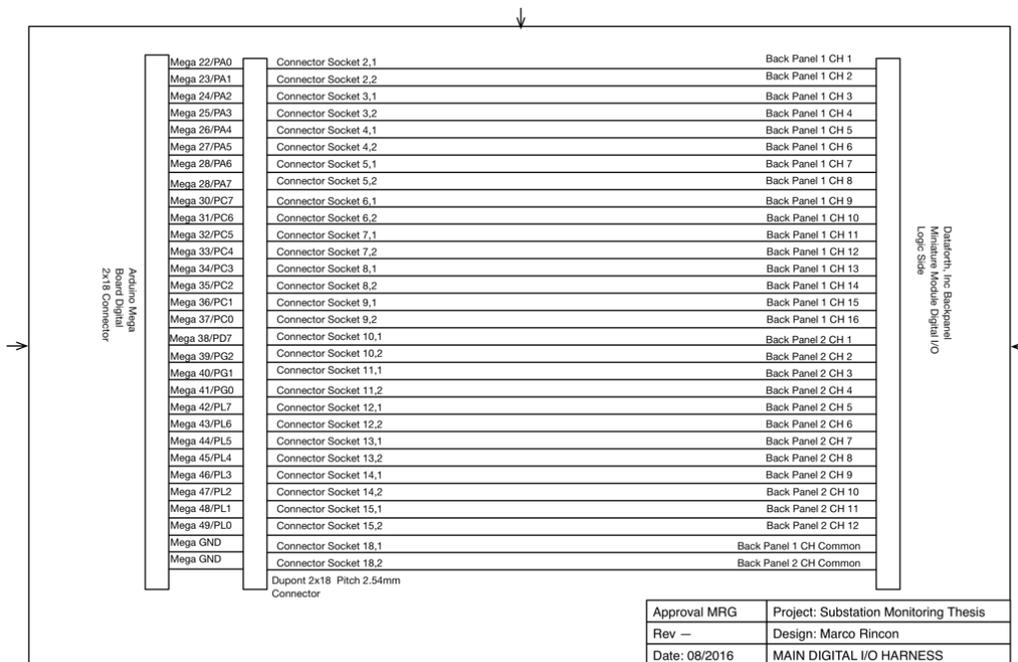 Mega 22/PA0 Connector Socket 2,1 Back Panel 1 CH 1
Mega 23/PA1 Connector Socket 2,2 Back Panel 1 CH 2
Mega 24/PA2 Connector Socket 3,1 Back Panel 1 CH 3
Mega 25/PA3 Connector Socket 3,2 Back Panel 1 CH 4
Mega 26/PA4 Connector Socket 4,1 Back Panel 1 CH 5
Mega 27/PA5 Connector Socket 4,2 Back Panel 1 CH 6
Mega 28/PA6 Connector Socket 5,1 Back Panel 1 CH 7
Mega 28/PA7 Connector Socket 5,2 Back Panel 1 CH 8
Mega 30/PC7 Connector Socket 6,1 Back Panel 1 CH 9
Mega 31/PC6 Connector Socket 6,2 Back Panel 1 CH 10
Mega 32/PC5 Connector Socket 7,1 Back Panel 1 CH 11
Mega 33/PC4 Connector Socket 7,2 Back Panel 1 CH 12
Mega 34/PC3 Connector Socket 8,1 Back Panel 1 CH 13
Mega 35/PC2 Connector Socket 8,2 Back Panel 1 CH 14
Mega 36/PC1 Connector Socket 9,1 Back Panel 1 CH 15
Mega 37/PC0 Connector Socket 9,2 Back Panel 1 CH 16
Mega 38/PD7 Connector Socket 10,1 Back Panel 2 CH 1
Mega 39/PG2 Connector Socket 10,2 Back Panel 2 CH 2
Mega 40/PG1 Connector Socket 11,1 Back Panel 2 CH 3
Mega 41/PG0 Connector Socket 11,2 Back Panel 2 CH 4
Mega 42/PL7 Connector Socket 12,1 Back Panel 2 CH 5
Mega 43/PL6 Connector Socket 12,2 Back Panel 2 CH 6
Mega 44/PL5 Connector Socket 13,1 Back Panel 2 CH 7
Mega 45/PL4 Connector Socket 13,2 Back Panel 2 CH 8
Mega 46/PL3 Connector Socket 14,1 Back Panel 2 CH 9
Mega 47/PL2 Connector Socket 14,2 Back Panel 2 CH 10
Mega 48/PL1 Connector Socket 15,1 Back Panel 2 CH 11
Mega 49/PL0 Connector Socket 15,2 Back Panel 2 CH 12
Mega GND Connector Socket 18,1 Back Panel 1 CH Common
Mega GND Connector Socket 18,2 Back Panel 2 CH Common
Arduino Mega
Board Digital
2x18 Connector
Dataforth, Inc Backpanel
Miniature Module Digital I/O
Logic Side
Dupont 2x18 Pitch 2.54mm
Connector
Approval MRG Project: Substation Monitoring Thesis
Rev — Design: Marco Rincon
Date: 08/2016 MAIN DIGITAL I/O HARNESS